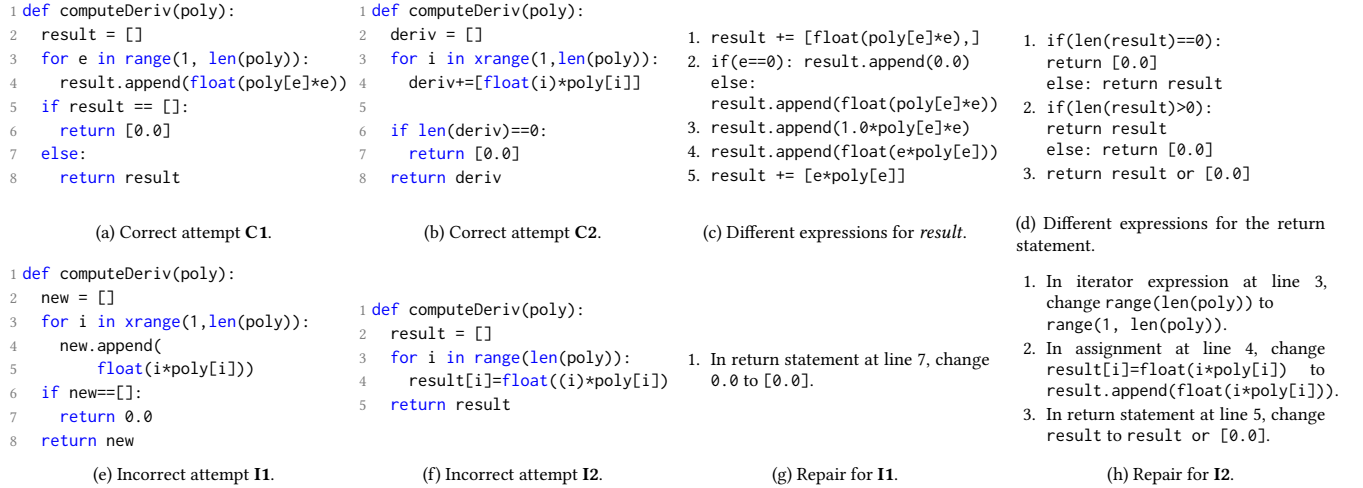 1 def computeDeriv(poly):
2 result = []
3 for e in range(1, len(poly)):
4 result.append(float(poly[e]*e))
5 if result == []:
6 return [0.0]
7 else:
8 return result
(a) Correct attempt C1.
1 def computeDeriv(poly):
2 deriv = []
3 for i in xrange(1,len(poly)):
4 deriv+=[float(i)*poly[i]]
5
6 if len(deriv)==0:
7 return [0.0]
8 return deriv
(b) Correct attempt C2.
1. result += [float(poly[e]*e),]
2. if(e==0): result.append(0.0)
else:
result.append(float(poly[e]*e))
3. result.append(1.0*poly[e]*e)
4. result.append(float(e*poly[e]))
5. result += [e*poly[e]]
(c) Different expressions for result.
1. if(len(result)==0):
return [0.0]
else: return result
2. if(len(result)>0):
return result
else: return [0.0]
3. return result or [0.0]
(d) Different expressions for the return
statement.
1 def computeDeriv(poly):
2 new = []
3 for i in xrange(1,len(poly)):
4 new.append(
5 float(i*poly[i]))
6 if new==[]:
7 return 0.0
8 return new
(e) Incorrect attempt I1.
1 def computeDeriv(poly):
2 result = []
3 for i in range(len(poly)):
4 result[i]=float((i)*poly[i])
5 return result
(f) Incorrect attempt I2.
1. In return statement at line 7, change
0.0 to [0.0].
(g) Repair for I1.
1. In iterator expression at line 3,
change range(len(poly)) to
range(1, len(poly)).
2. In assignment at line 4, change
result[i]=float(i*poly[i]) to
result.append(float(i*poly[i])).
3. In return statement at line 5, change
result to result or [0.0].
(h) Repair for I2.